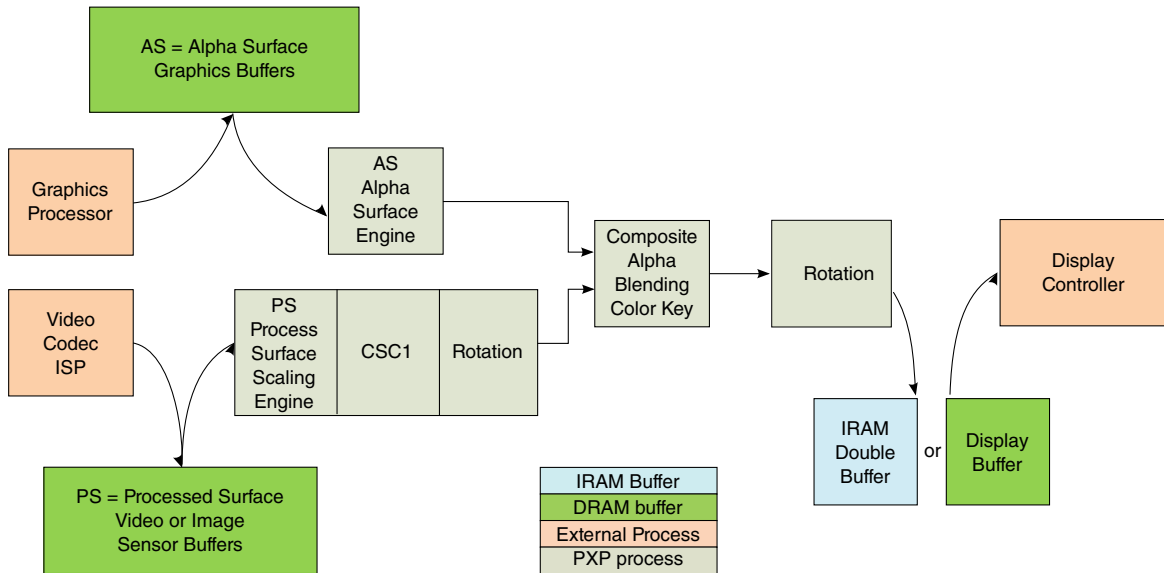 AS = Alpha Surface
Graphics Buffers
Graphics
Processor
AS
Alpha
Surface
Engine
Composite
Alpha
Blending
Color Key
Rotation
Display
Controller
Video
Codec
ISP
PS
Process
Surface
Scaling
Engine
CSC1
Rotation
IRAM
Double
Buffer
or
Display
Buffer
PS = Processed Surface
Video or Image
Sensor Buffers
IRAM Buffer
DRAM buffer
External Process
PXP process